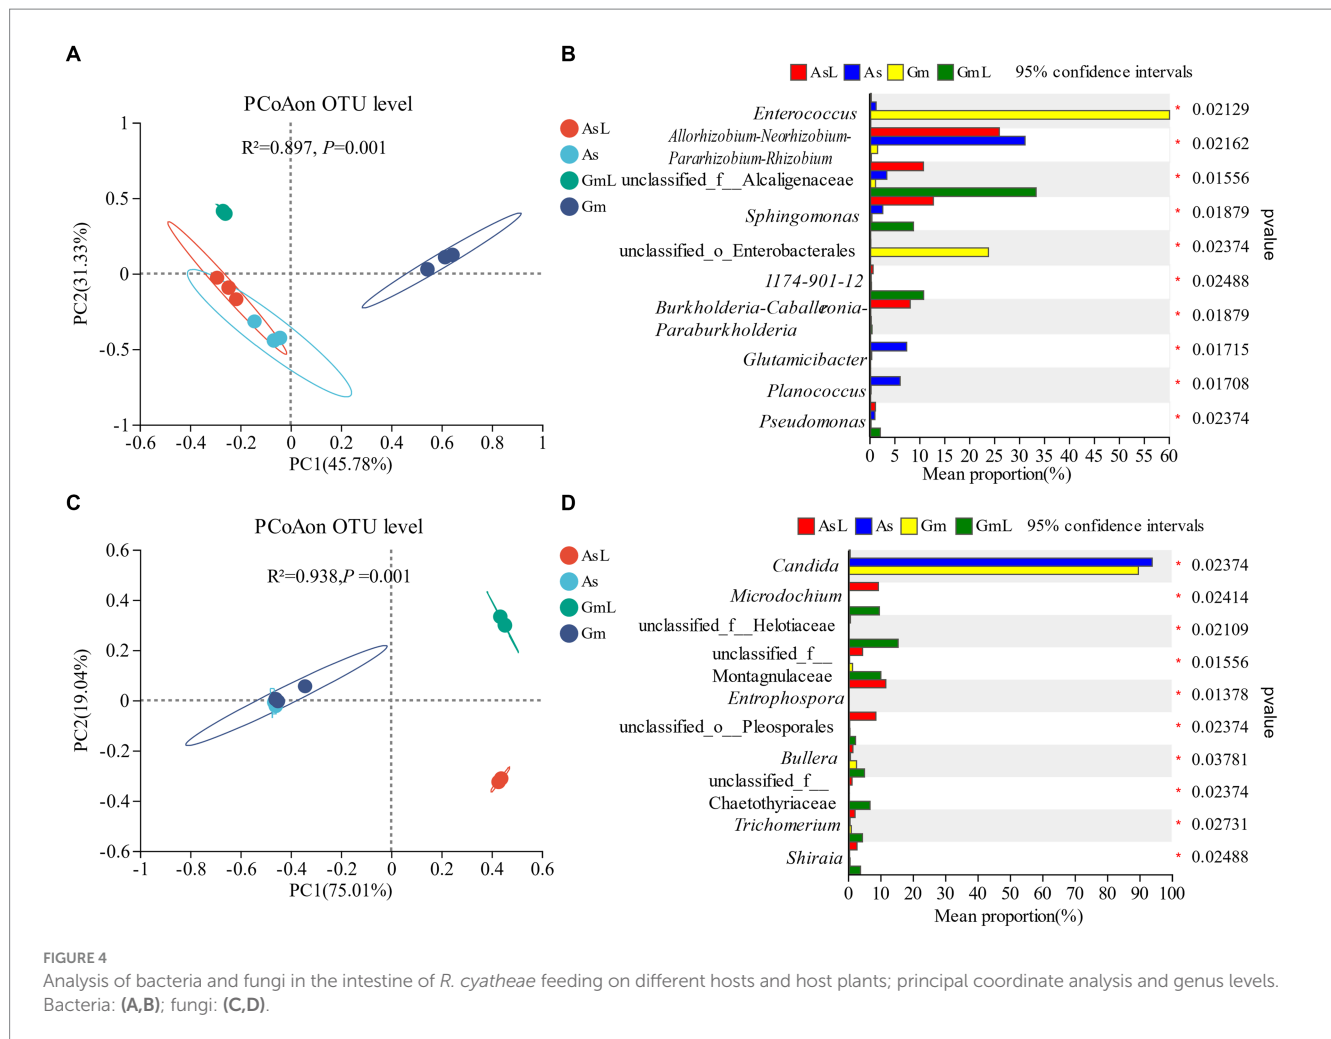 A
PCoAon OTU level
R²=0.897, P=0.001
AsL
As
GmL
Gm
PC2(31.33%)
1
0.5
0
-0.5
-1
-0.6 -0.4 -0.2 0 0.2 0.4 0.6 0.8 1
PC1(45.78%)
B
AsL As Gm GmL 95% confidence intervals
Enterococcus * 0.02129
Allorhizobium-Neorhizobium-
Pararhizobium-Rhizobium * 0.02162
unclassified_f__Alcaligenaceae * 0.01556
Sphingomonas * 0.01879
unclassified_o_Enterobacterales * 0.02374
1174-901-12 * 0.02488
Burkholderia-Caballeronia-
Paraburkholderia * 0.01879
Glutamicibacter * 0.01715
Planococcus * 0.01708
Pseudomonas * 0.02374
pvalue
0 5 10 15 20 25 30 35 40 45 50 55 60
Mean proportion(%)
C
PCoAon OTU level
R²=0.938,P =0.001
AsL
As
GmL
Gm
PC2(19.04%)
0.6
0.4
0.2
0
-0.2
-0.4
-0.6
-1 -0.8 -0.6 -0.4 -0.2 0 0.2 0.4 0.6
PC1(75.01%)
D
AsL As Gm GmL 95% confidence intervals
Candida * 0.02374
Microdochium * 0.02414
unclassified_f__Helotiaceae * 0.02109
unclassified_f__
Montagnulaceae * 0.01556
Entrophospora * 0.01378
unclassified_o__Pleosporales * 0.02374
Bullera * 0.03781
unclassified_f__
Chaetothyriaceae * 0.02374
Trichomerium * 0.02731
Shiraia * 0.02488
pvalue
0 10 20 30 40 50 60 70 80 90 100
Mean proportion(%)
FIGURE 4
Analysis of bacteria and fungi in the intestine of R. cyatheae feeding on different hosts and host plants; principal coordinate analysis and genus levels.
Bacteria: (A,B); fungi: (C,D).